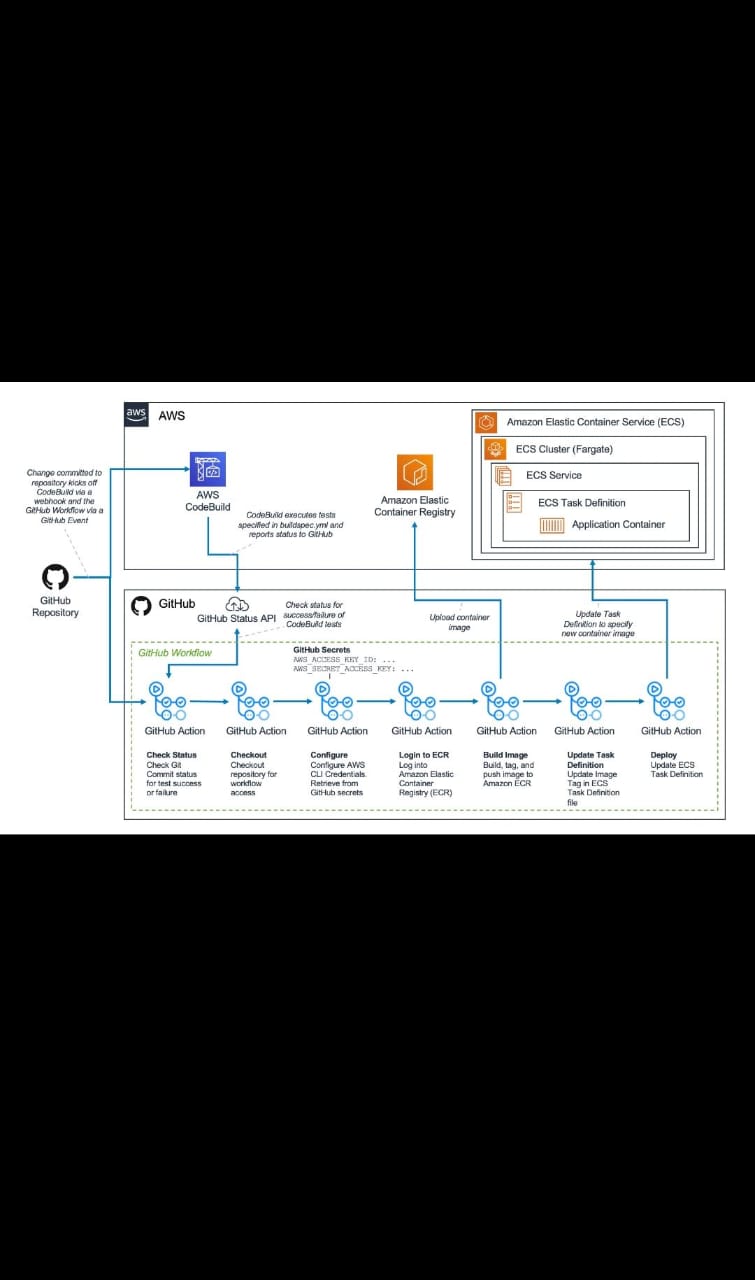 aws
AWS
Amazon Elastic Container Service (ECS)
ECS Cluster (Fargate)
ECS Service
ECS Task Definition
Application Container
Change committed to
repository kicks off
CodeBuild via a
webhook and the
GitHub Workflow via a
GitHub Event
AWS
CodeBuild
CodeBuild executes tests
specified in buildspec.yml and
reports status to GitHub
Amazon Elastic
Container Registry
GitHub
Repository
GitHub
GitHub Status API
Check status for
success/failure of
CodeBuild tests
Upload container
image
Update Task
Definition to specify
new container image
GitHub Workflow
GitHub Secrets
AWS_ACCESS_KEY_ID: ...
AWS_SECRET_ACCESS_KEY: ...
GitHub Action
Check Status
Check Git
Commit status
for test success
or failure
GitHub Action
Checkout
Checkout
repository for
workflow
access
GitHub Action
Configure
Configure AWS
CLI Credentials.
Retrieve from
GitHub secrets
GitHub Action
Login to ECR
Log into
Amazon Elastic
Container
Registry (ECR)
GitHub Action
Build Image
Build, tag, and
push image to
Amazon ECR
GitHub Action
Update Task
Definition
Update Image
Tag in ECS
Task Definition
file
GitHub Action
Deploy
Update ECS
Task Definition